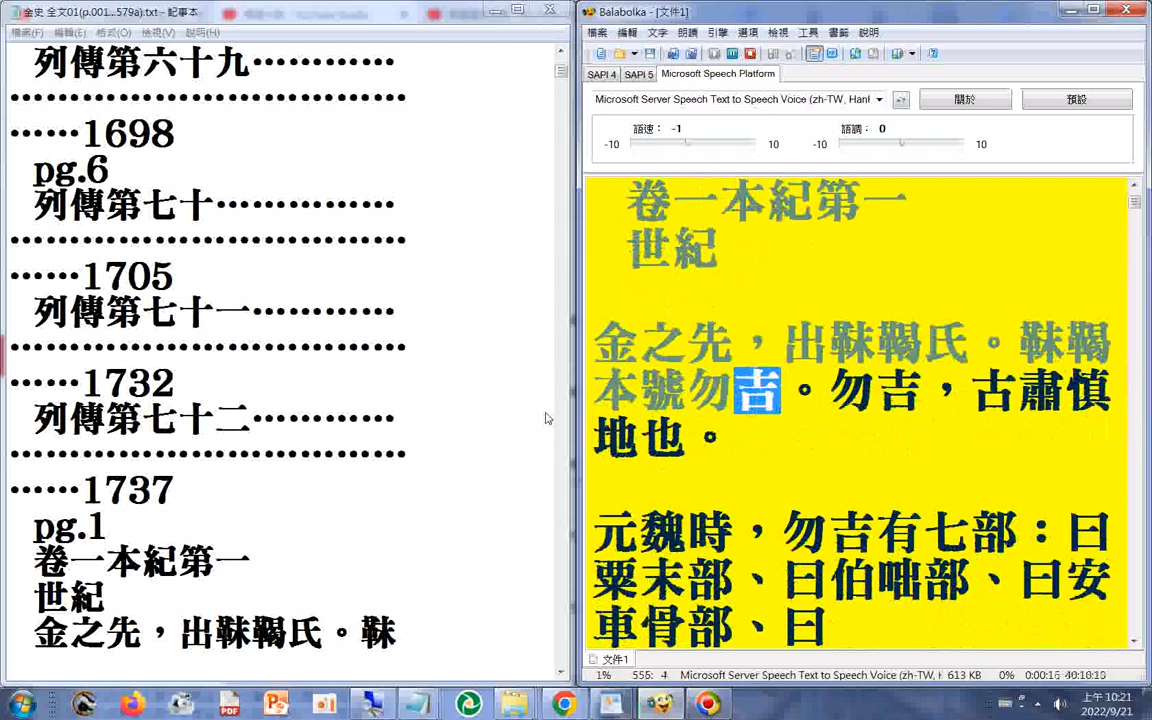 金史 全文01(p.001...579a).txt - 記事本
檔案(F) 編輯(E) 格式(O) 檢視(V) 說明(H)
列傳第六十九…………
………………………………
……1698
pg.6
列傳第七十……………
………………………………
……1705
列傳第七十一…………
………………………………
……1732
列傳第七十二…………
………………………………
……1737
pg.1
卷一本紀第一
世紀
金之先，出靺鞨氏。靺
Balabolka - [文件1]
檔案 編輯 文字 朗讀 引擎 選項 檢視 工具 書籤 說明
SAPI 4 SAPI 5 Microsoft Speech Platform
Microsoft Server Speech Text to Speech Voice (zh-TW, Han 關於 預設
語速： -1 語調： 0
-10 10 -10 10
卷一本紀第一
世紀
金之先，出靺鞨氏。靺鞨
本號勿吉。勿吉，古肅慎
地也。
元魏時，勿吉有七部：曰
粟末部、曰伯咄部、曰安
車骨部、曰
文件1
1% 555: 4 Microsoft Server Speech Text to Speech Voice (zh-TW, H 613 KB 0% 0:00:16
上午 10:21
2022/9/21